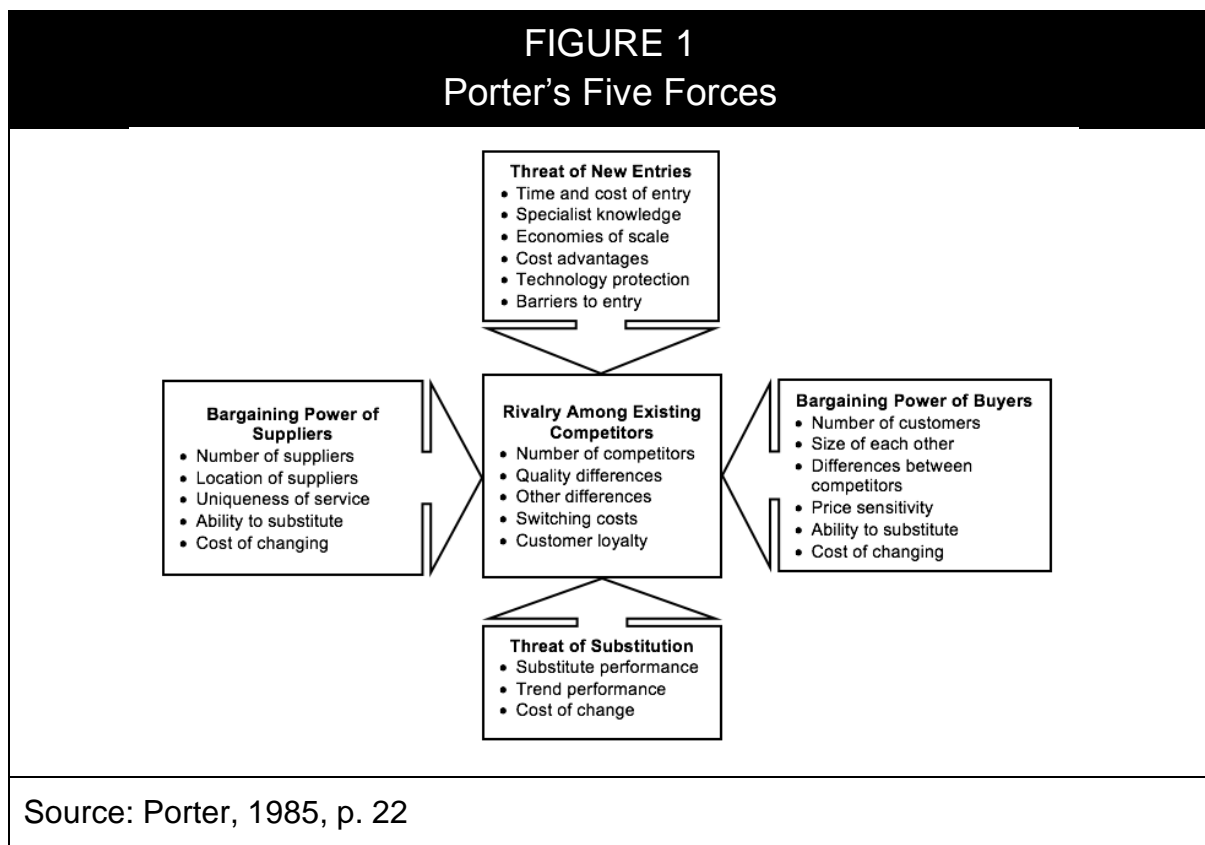 FIGURE 1
Porter’s Five Forces
Threat of New Entries
• Time and cost of entry
• Specialist knowledge
• Economies of scale
• Cost advantages
• Technology protection
• Barriers to entry
Bargaining Power of
Suppliers
• Number of suppliers
• Location of suppliers
• Uniqueness of service
• Ability to substitute
• Cost of changing
Rivalry Among Existing
Competitors
• Number of competitors
• Quality differences
• Other differences
• Switching costs
• Customer loyalty
Bargaining Power of Buyers
• Number of customers
• Size of each other
• Differences between
competitors
• Price sensitivity
• Ability to substitute
• Cost of changing
Threat of Substitution
• Substitute performance
• Trend performance
• Cost of change
Source: Porter, 1985, p. 22